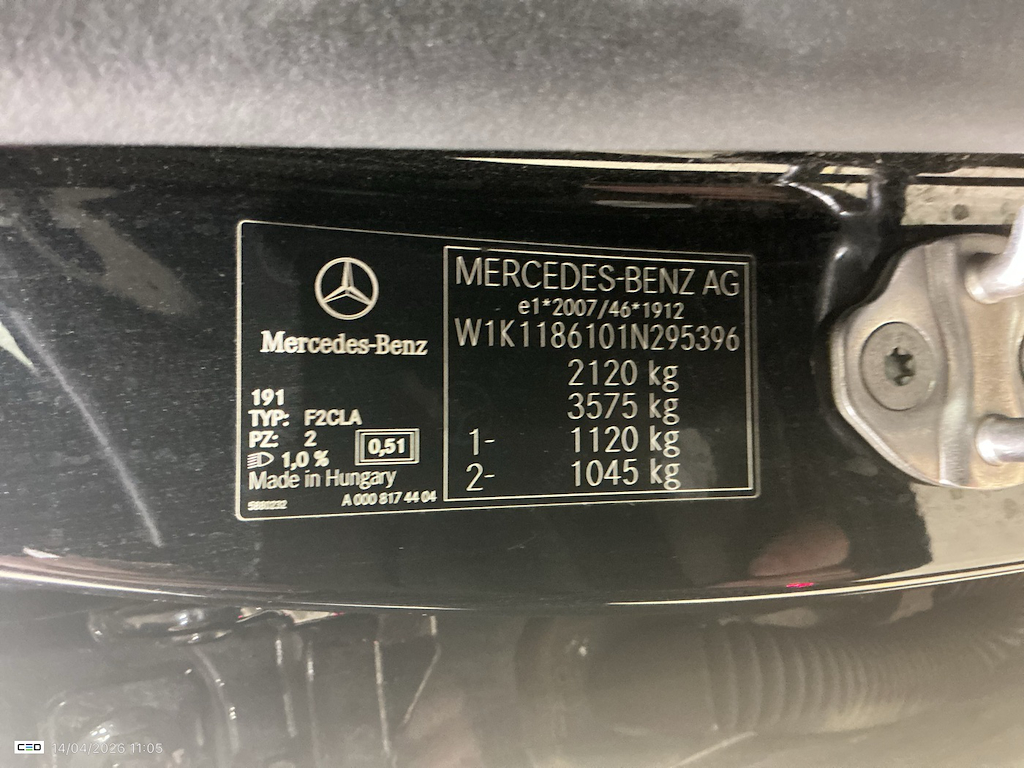 Mercedes-Benz
191
TYP: F2CLA
PZ: 2
0,51
1,0 %
Made in Hungary
5880232
A 000 817 44 04
MERCEDES-BENZ AG
e1*2007/46*1912
W1K1186101N295396
2120 kg
3575 kg
1- 1120 kg
2- 1045 kg
CEO 14/04/2026 11:05